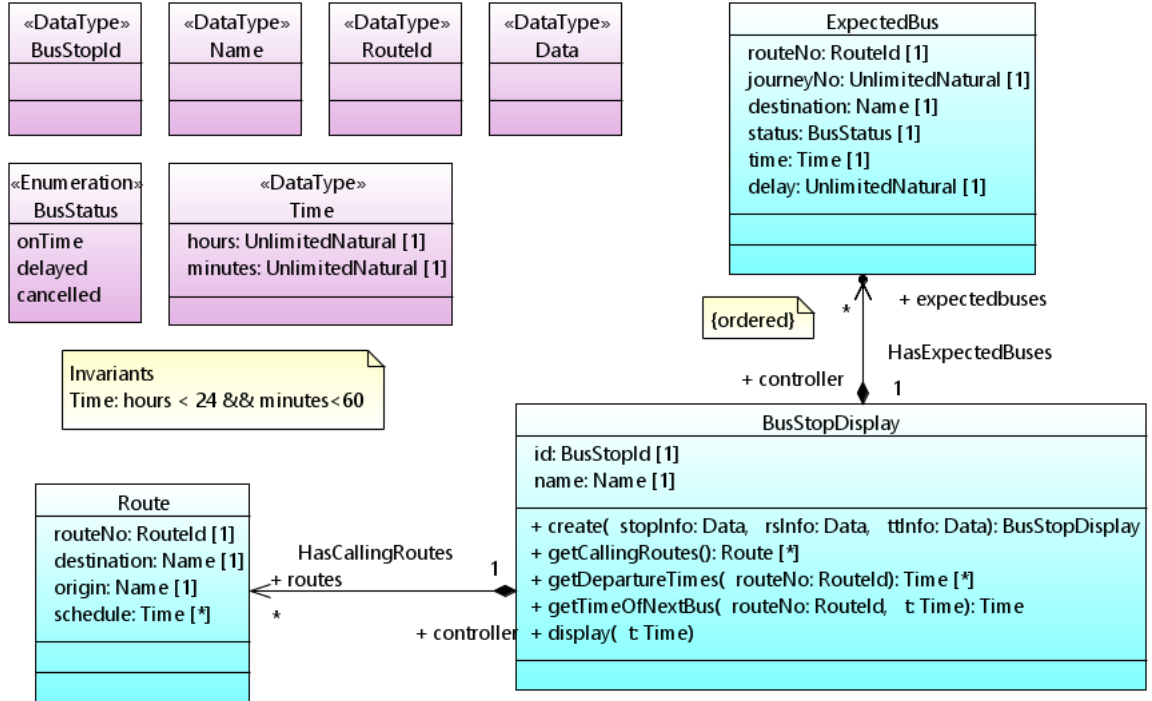 «DataType»
BusStopId
«DataType»
Name
«DataType»
RouteId
«DataType»
Data
«Enumeration»
BusStatus
onTime
delayed
cancelled
«DataType»
Time
hours: UnlimitedNatural [1]
minutes: UnlimitedNatural [1]
ExpectedBus
routeNo: RouteId [1]
journeyNo: UnlimitedNatural [1]
destination: Name [1]
status: BusStatus [1]
time: Time [1]
delay: UnlimitedNatural [1]
{ordered}
*
+ expectedbuses
HasExpectedBuses
+ controller
1
Invariants
Time: hours < 24 && minutes<60
BusStopDisplay
id: BusStopId [1]
name: Name [1]
+ create( stopInfo: Data, rsInfo: Data, ttInfo: Data): BusStopDisplay
+ getCallingRoutes(): Route [*]
+ getDepartureTimes( routeNo: RouteId): Time [*]
+ getTimeOfNextBus( routeNo: RouteId, t: Time): Time
+ display( t: Time)
Route
routeNo: RouteId [1]
destination: Name [1]
origin: Name [1]
schedule: Time [*]
HasCallingRoutes
+ routes
1
*
+ controller